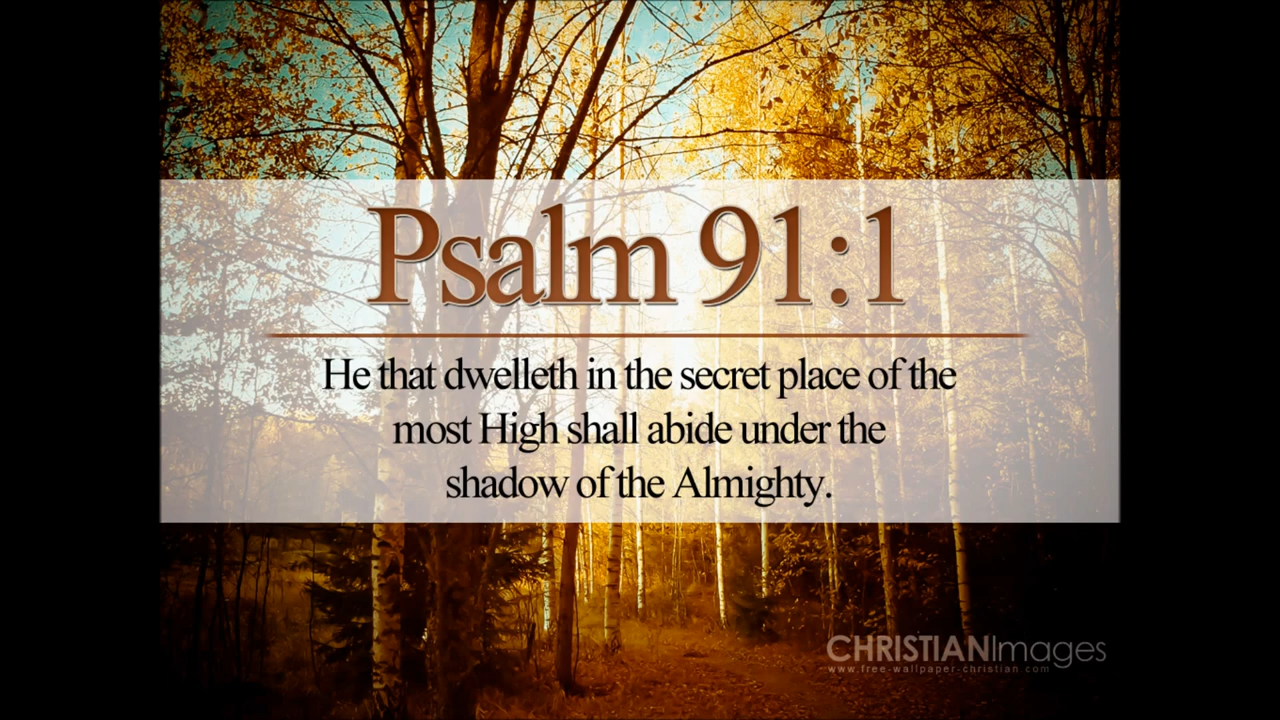 Psalm 91:1
He that dwelleth in the secret place of the
most High shall abide under the
shadow of the Almighty.
CHRISTIANImages
www.free-wallpaper-christian.com